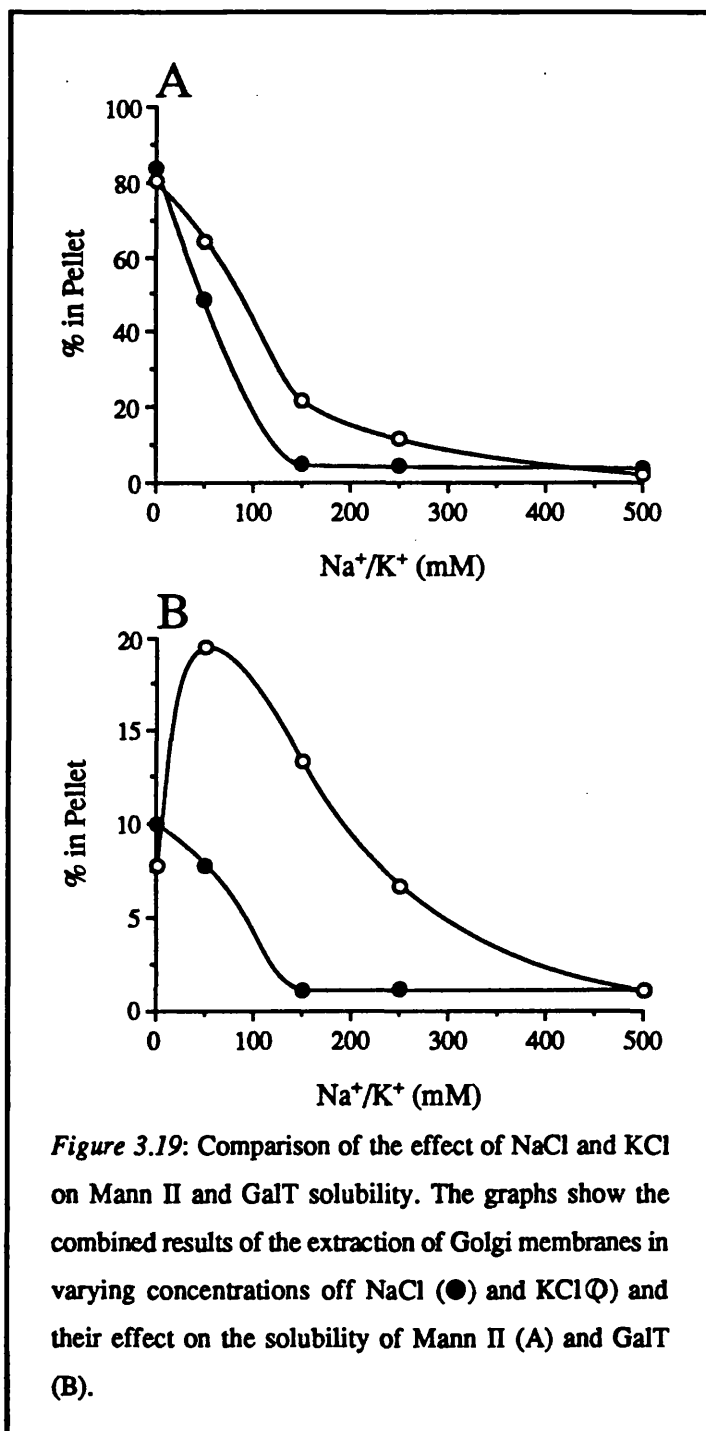 A
100
80
60
40
20
0
% in Pellet
0 100 200 300 400 500
Na⁺/K⁺ (mM)
B
20
15
10
5
0
% in Pellet
0 100 200 300 400 500
Na⁺/K⁺ (mM)
Figure 3.19: Comparison of the effect of NaCl and KCl
on Mann II and GalT solubility. The graphs show the
combined results of the extraction of Golgi membranes in
varying concentrations off NaCl (●) and KCl○) and
their effect on the solubility of Mann II (A) and GalT
(B).